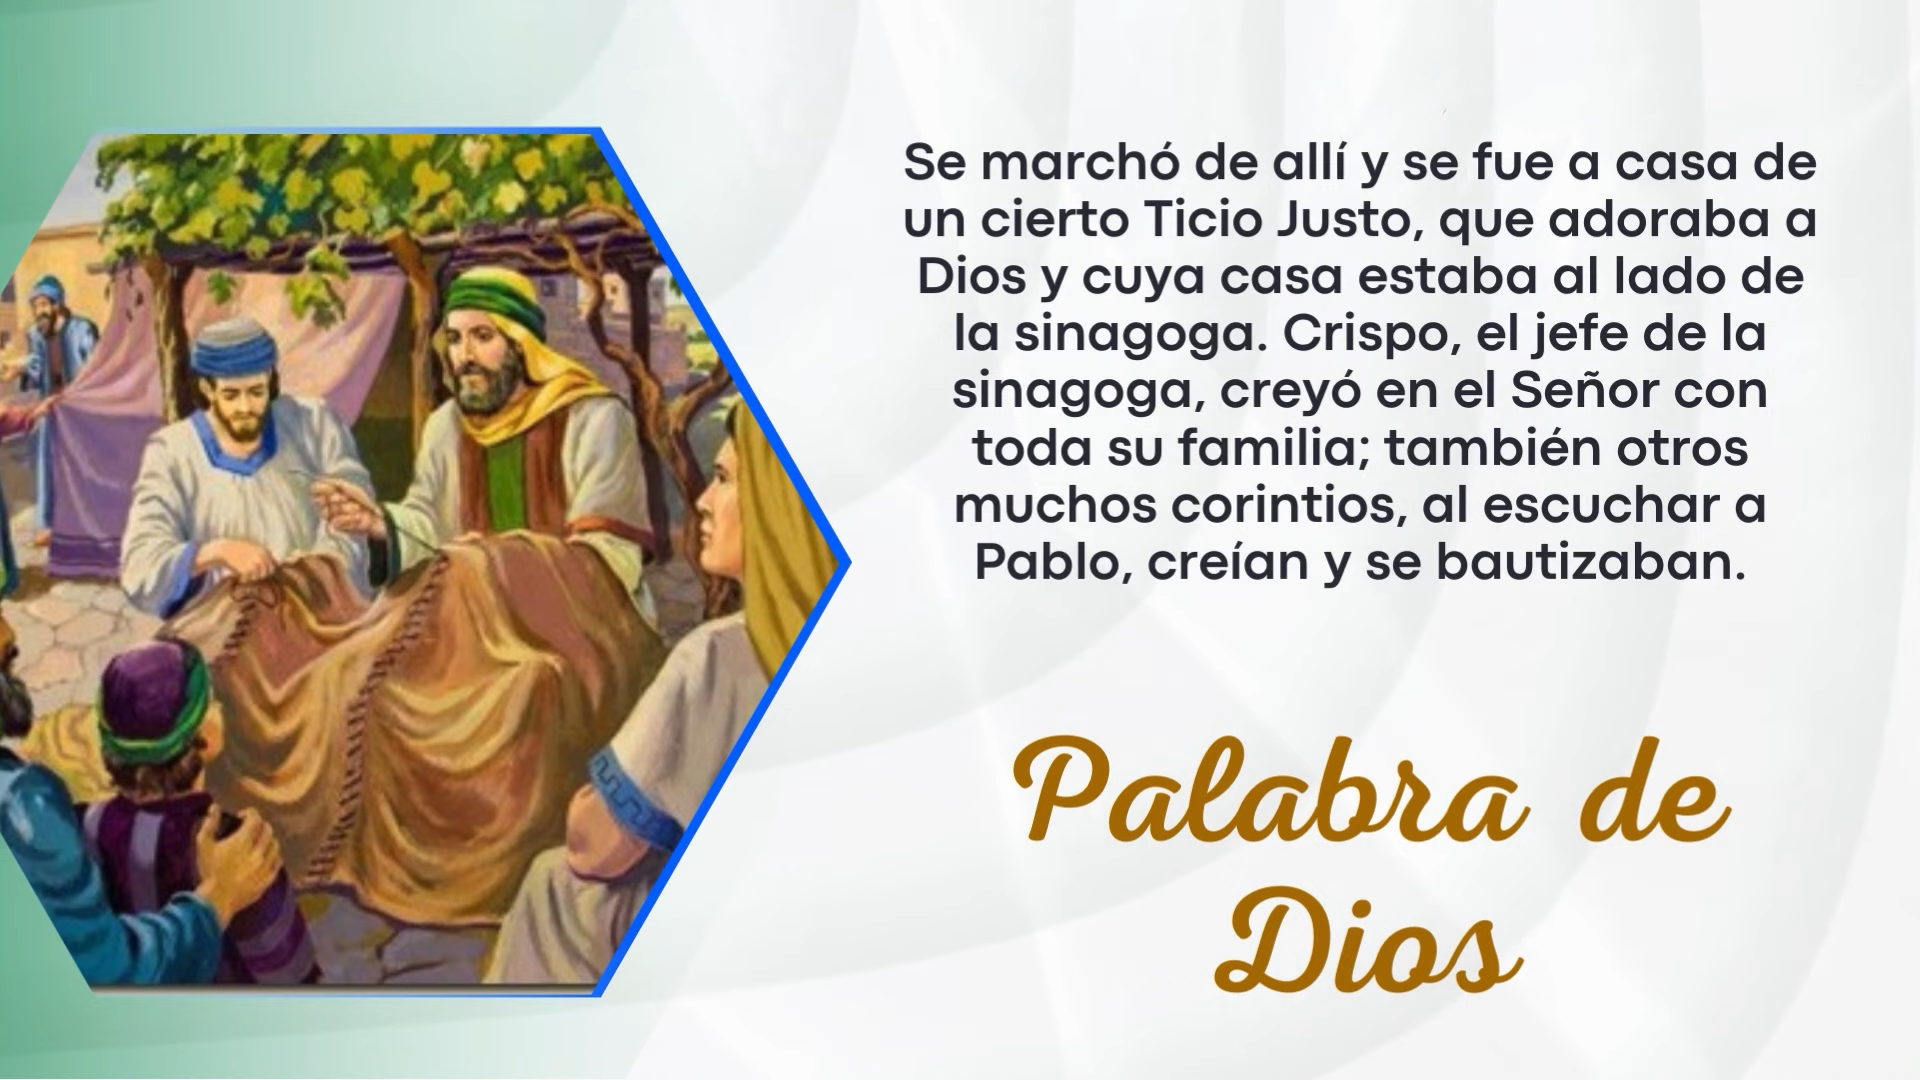 Se marchó de allí y se fue a casa de
un cierto Ticio Justo, que adoraba a
Dios y cuya casa estaba al lado de
la sinagoga. Crispo, el jefe de la
sinagoga, creyó en el Señor con
toda su familia; también otros
muchos corintios, al escuchar a
Pablo, creían y se bautizaban.
Palabra de
Dios